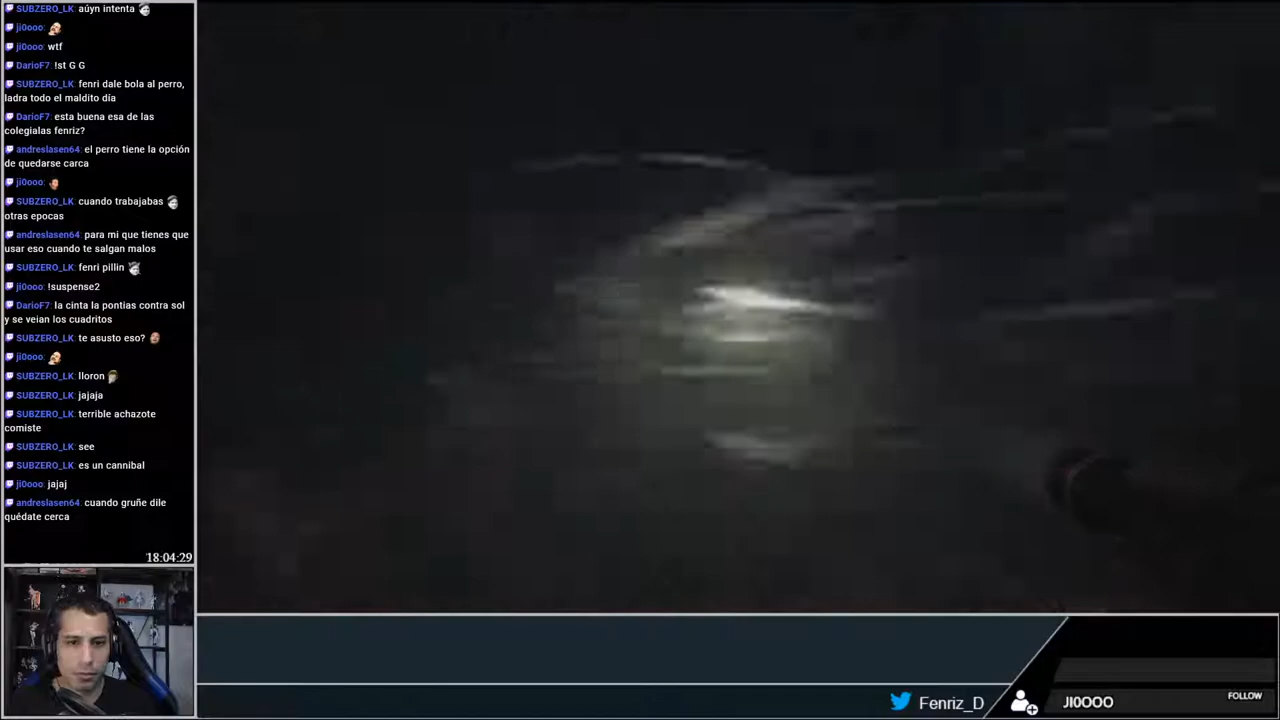 SUBZERO_LK: aúyn intenta
ji0ooo:
ji0ooo: wtf
DarioF7: !st G G
SUBZERO_LK: fenri dale bola al perro,
ladra todo el maldito día
DarioF7: esta buena esa de las
colegialas fenriz?
andreslasen64: el perro tiene la opción
de quedarse carca
ji0ooo:
SUBZERO_LK: cuando trabajabas
otras epocas
andreslasen64: para mi que tienes que
usar eso cuando te salgan malos
SUBZERO_LK: fenri pillin
ji0ooo: !suspense2
DarioF7: la cinta la pontias contra sol
y se veian los cuadritos
SUBZERO_LK: te asusto eso?
ji0ooo:
SUBZERO_LK: lloron
SUBZERO_LK: jajaja
SUBZERO_LK: terrible achazote
comiste
SUBZERO_LK: see
SUBZERO_LK: es un cannibal
ji0ooo: jajaj
andreslasen64: cuando gruñe dile
quédate cerca
18:04:29
Fenriz_D
JI0OOO
FOLLOW